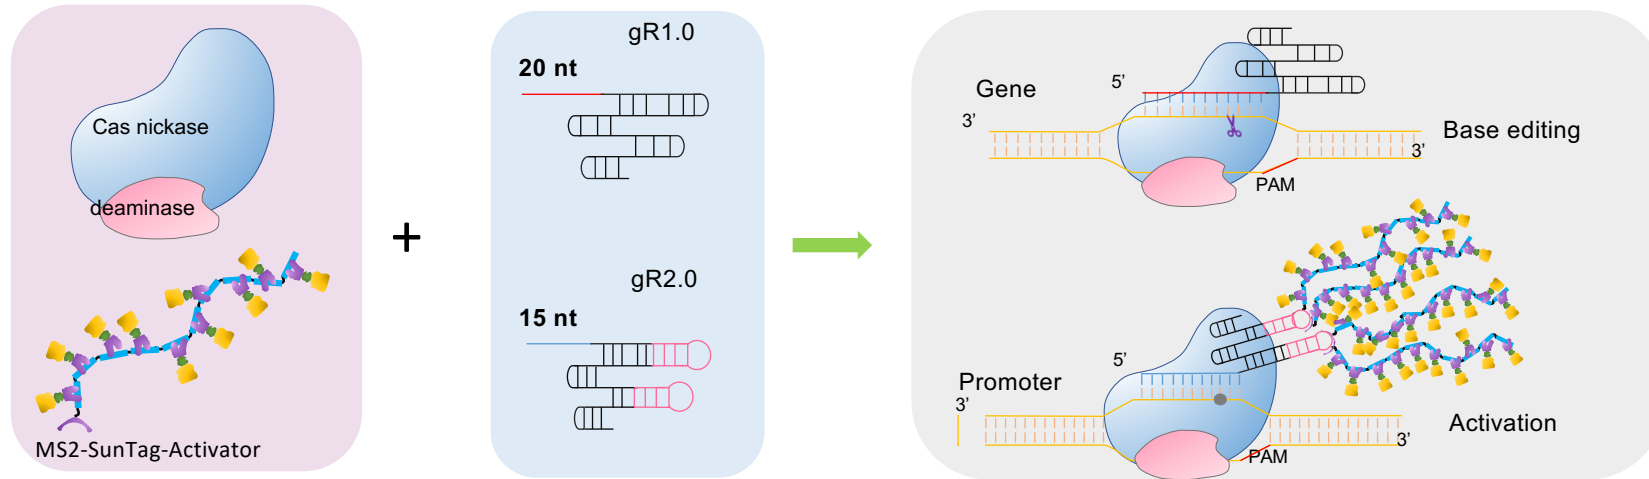 Cas nickase
deaminase
MS2-SunTag-Activator
+
gR1.0
20 nt
gR2.0
15 nt
5’
Gene
3’
Base editing
3’
PAM
5’
Promoter
3’
Activation
3’
PAM